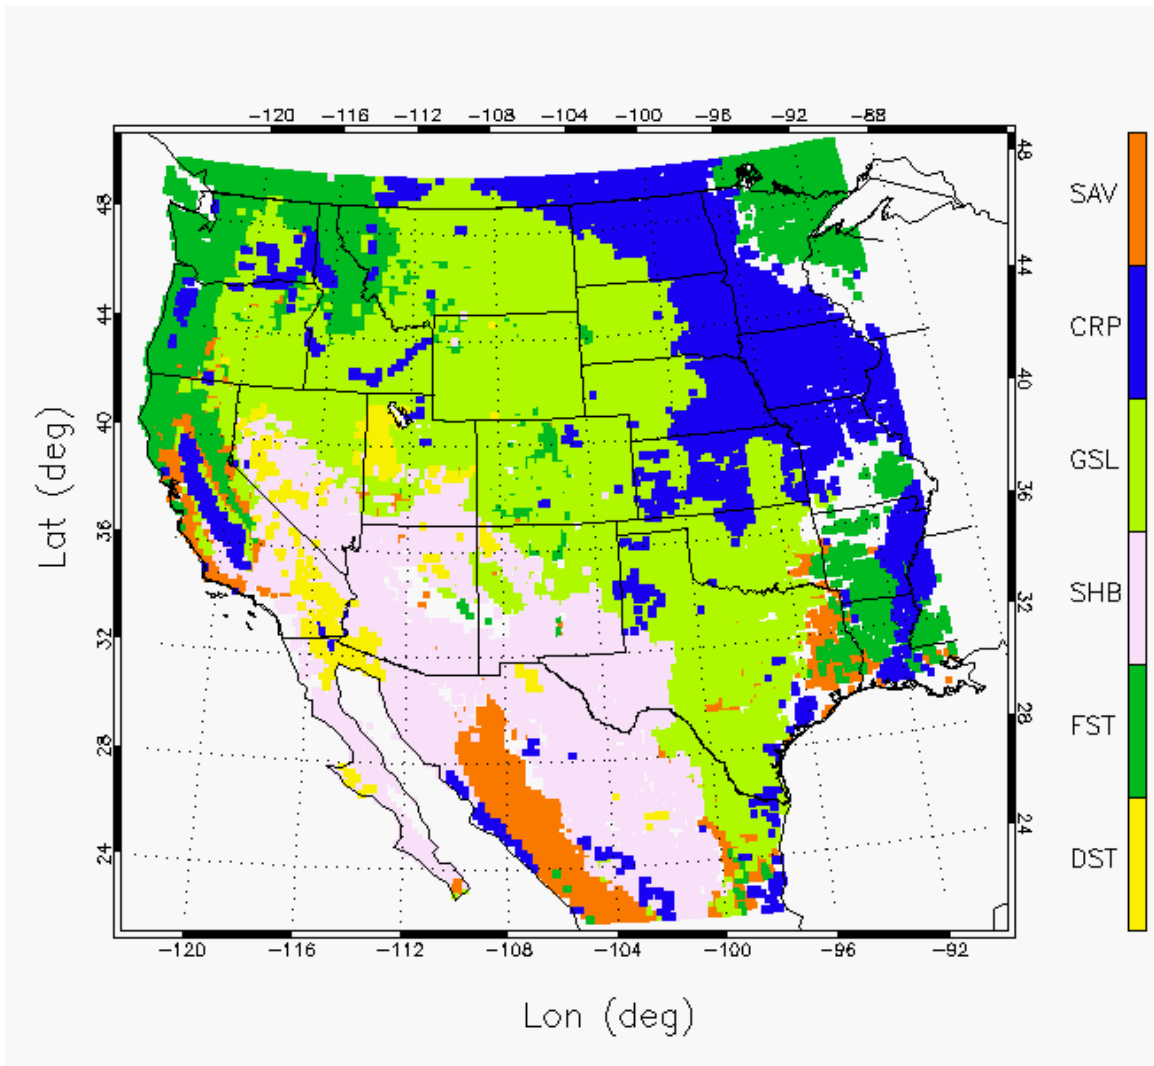 −120 −116 −112 −108 −104 −100 −96 −92 −88
48
44
40
36
32
28
24
Lat (deg)
48
44
40
36
32
28
24
−120 −116 −112 −108 −104 −100 −96 −92
Lon (deg)
SAV
CRP
GSL
SHB
FST
DST